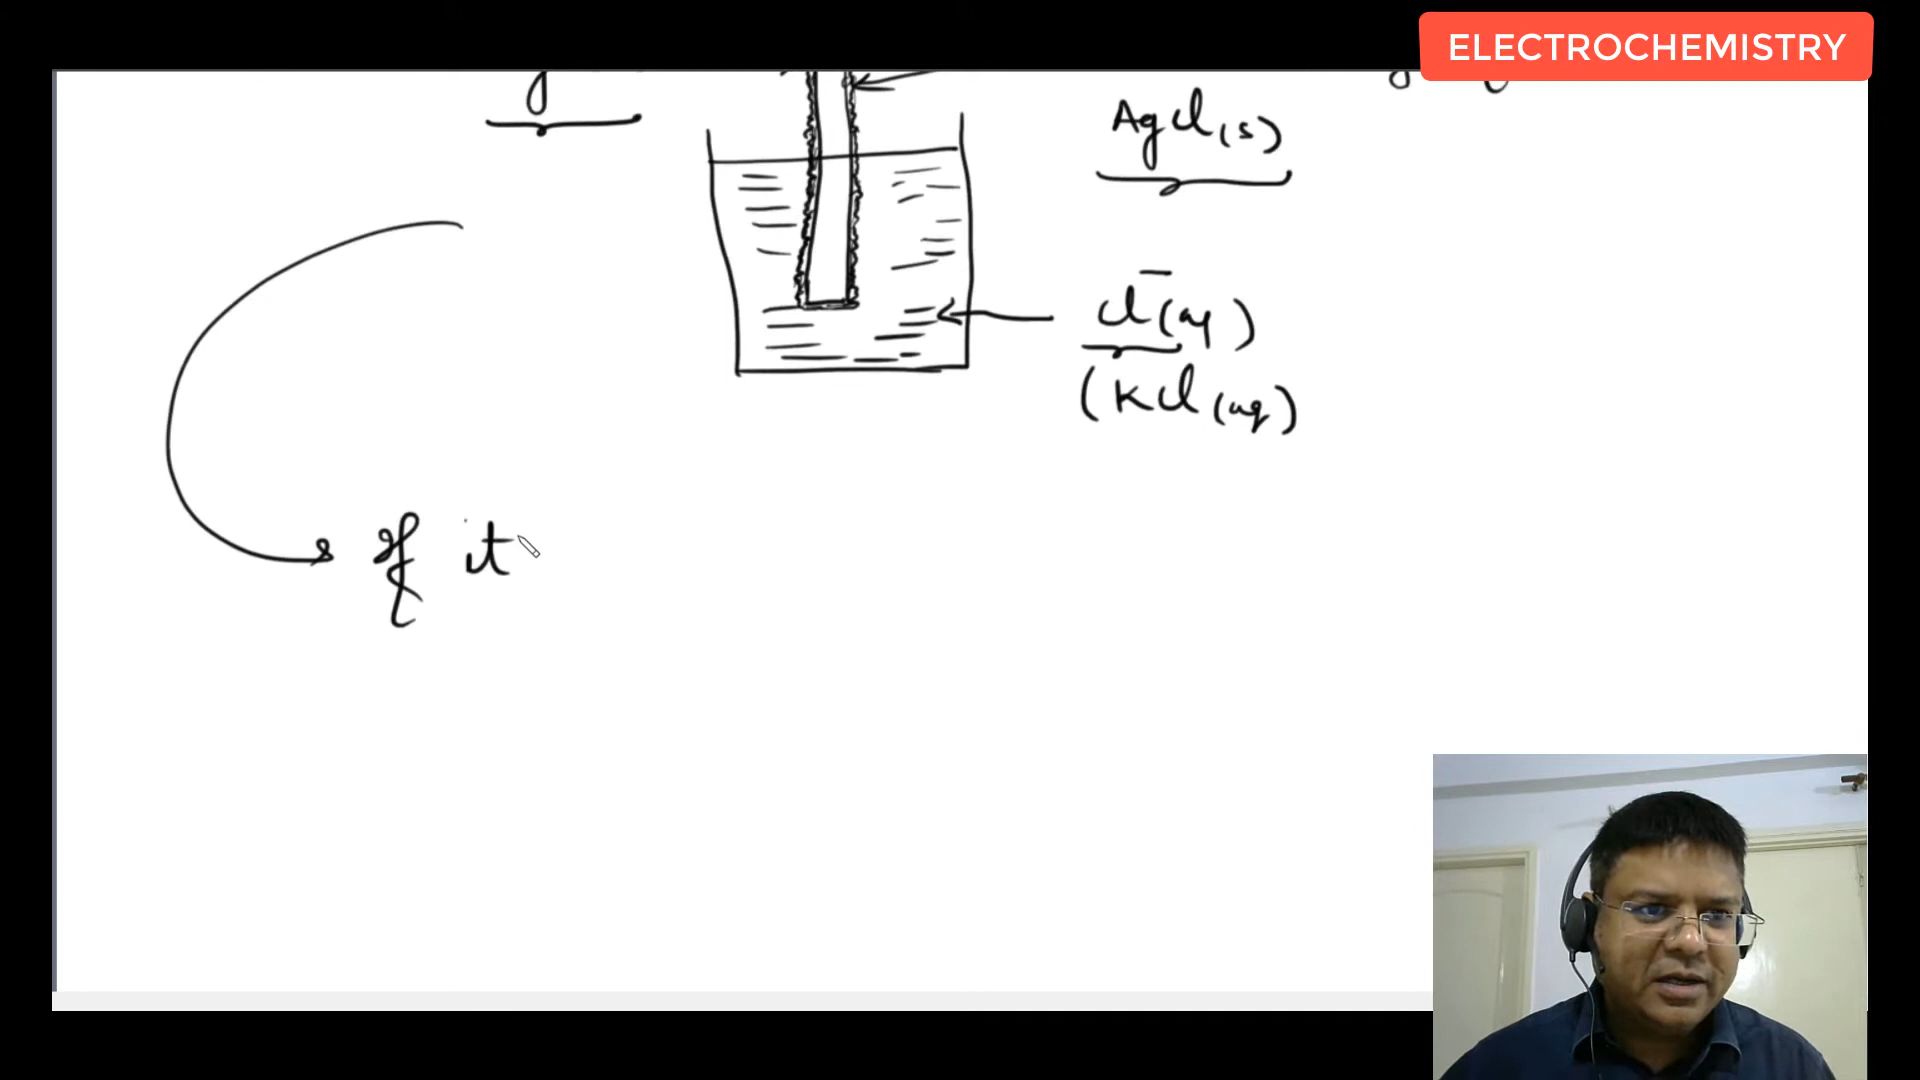 ELECTROCHEMISTRY
AgCl(s)
Cl⁻(aq)
(KCl(aq)
If it